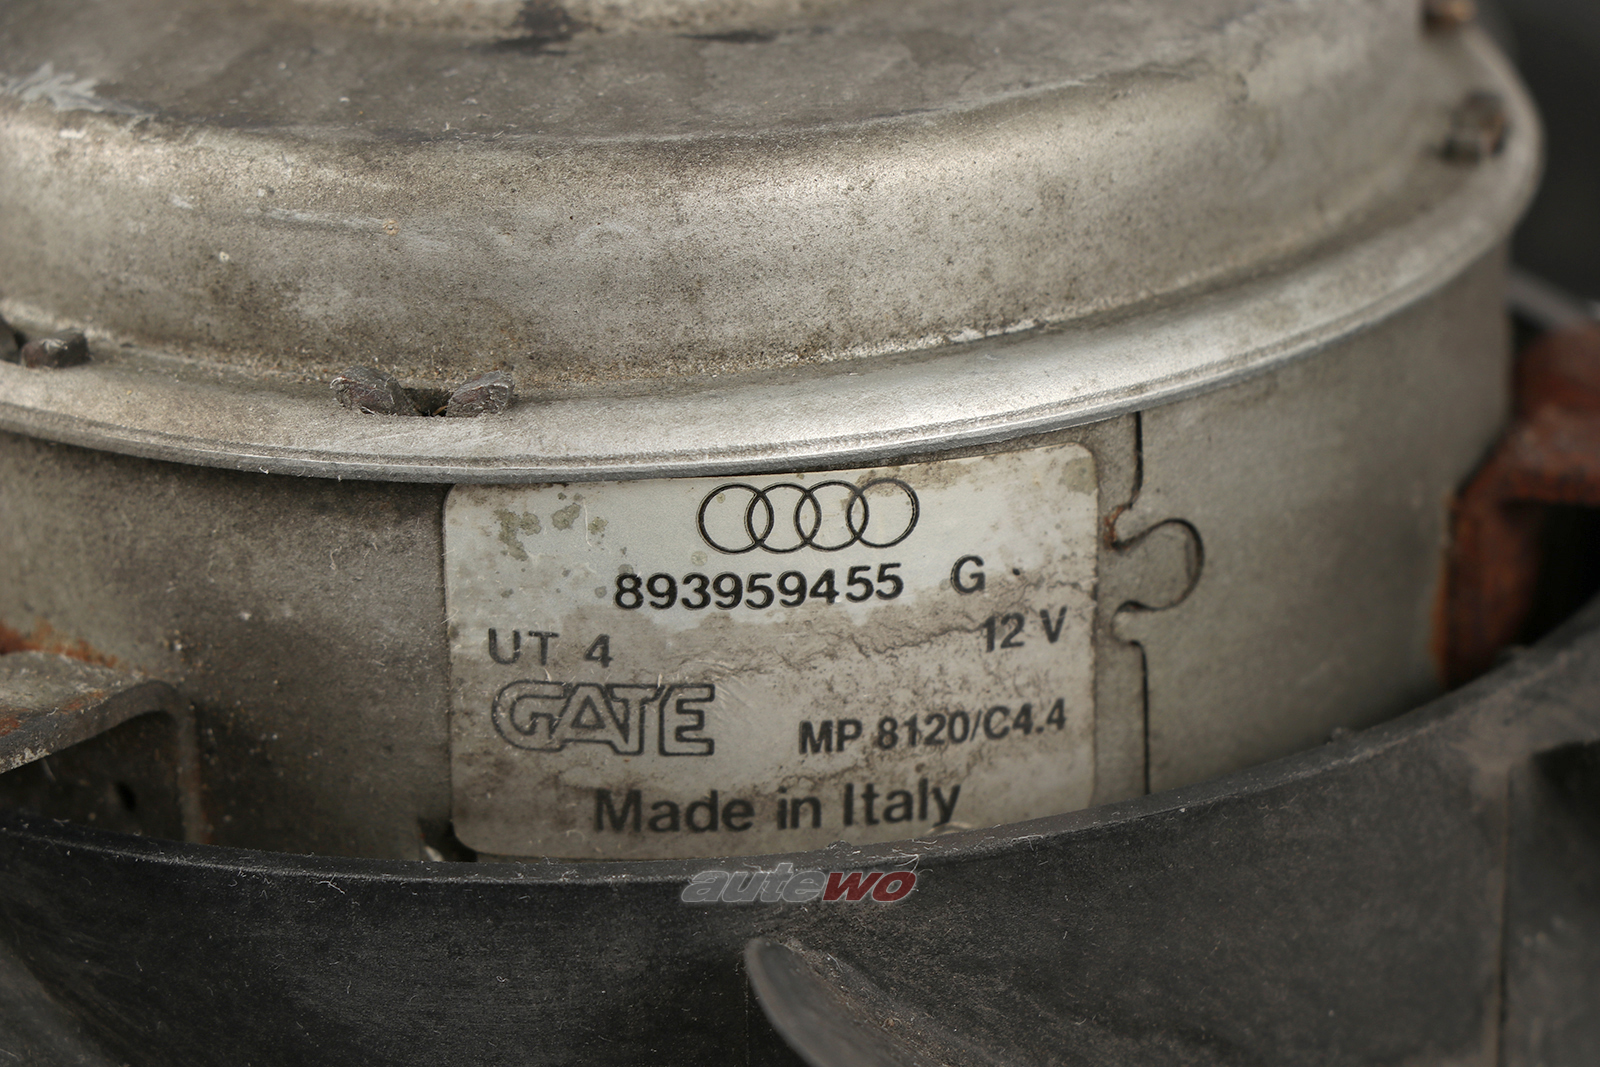 893959455 G
UT 4 12 V
GATE MP 8120/C4.4
Made in Italy
autewo